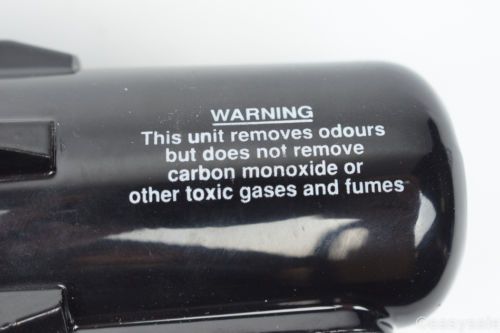 WARNING
This unit removes odours
but does not remove
carbon monoxide or
other toxic gases and fumes